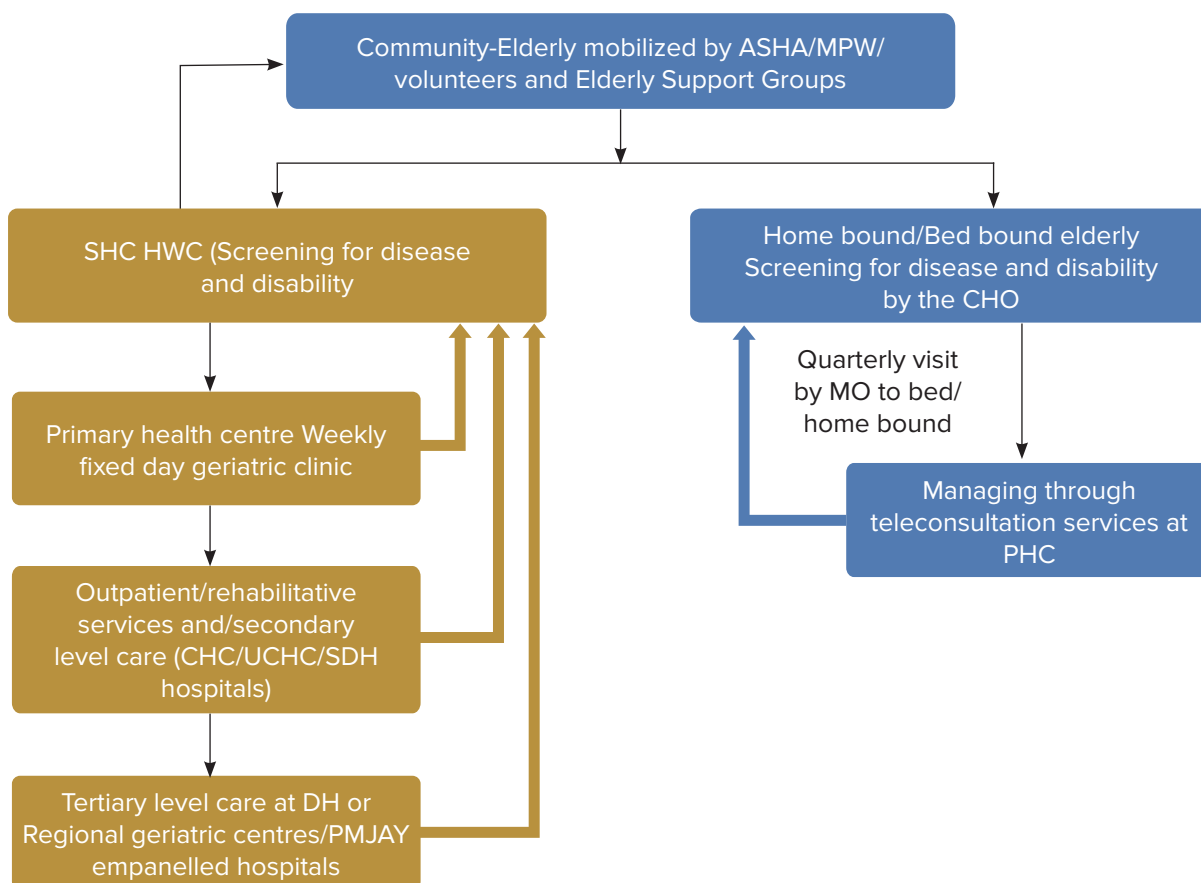 Community-Elderly mobilized by ASHA/MPW/
volunteers and Elderly Support Groups
SHC HWC (Screening for disease
and disability
Home bound/Bed bound elderly
Screening for disease and disability
by the CHO
Quarterly visit
by MO to bed/
home bound
Primary health centre Weekly
fixed day geriatric clinic
Managing through
teleconsultation services at
PHC
Outpatient/rehabilitative
services and/secondary
level care (CHC/UCHC/SDH
hospitals)
Tertiary level care at DH or
Regional geriatric centres/PMJAY
empanelled hospitals